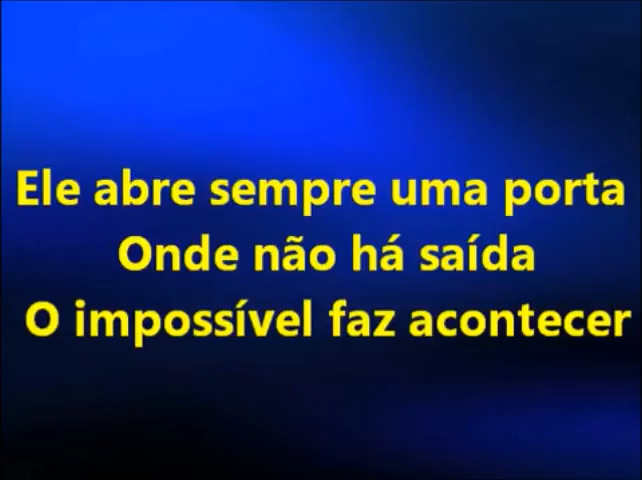 Ele abre sempre uma porta
Onde não há saída
O impossível faz acontecer